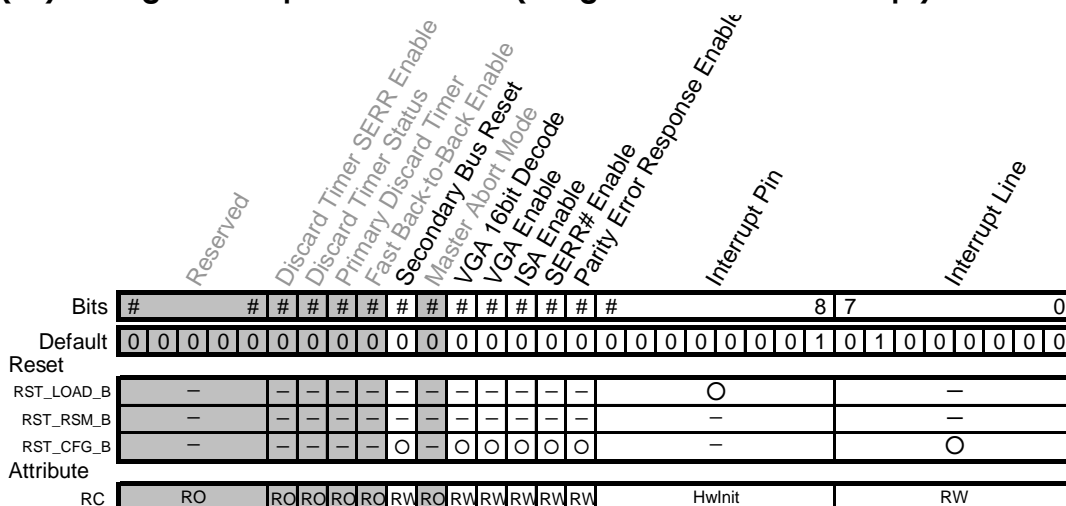 Reserved
Discard Timer SERR Enable
Discard Timer Status
Primary Discard Timer
Fast Back-to-Back Enable
Secondary Bus Reset
Master Abort Mode
VGA 16bit Decode
VGA Enable
ISA Enable
SERR# Enable
Parity Error Response Enable
Interrupt Pin
Interrupt Line
Bits # # # # # # # # # # # # # # 8 7 0
Default 0 0 0 0 0 0 0 0 0 0 0 0 0 0 0 0 0 0 0 0 0 0 0 1 0 1 0 0 0 0 0 0
Reset
RST_LOAD_B – – – – – – – – – – – – O –
RST_RSM_B – – – – – – – – – – – – – –
RST_CFG_B – – – – – O – O O O O O – O
Attribute
RC RO RO RO RO RO RW RO RW RW RW RW RW HwInit RW